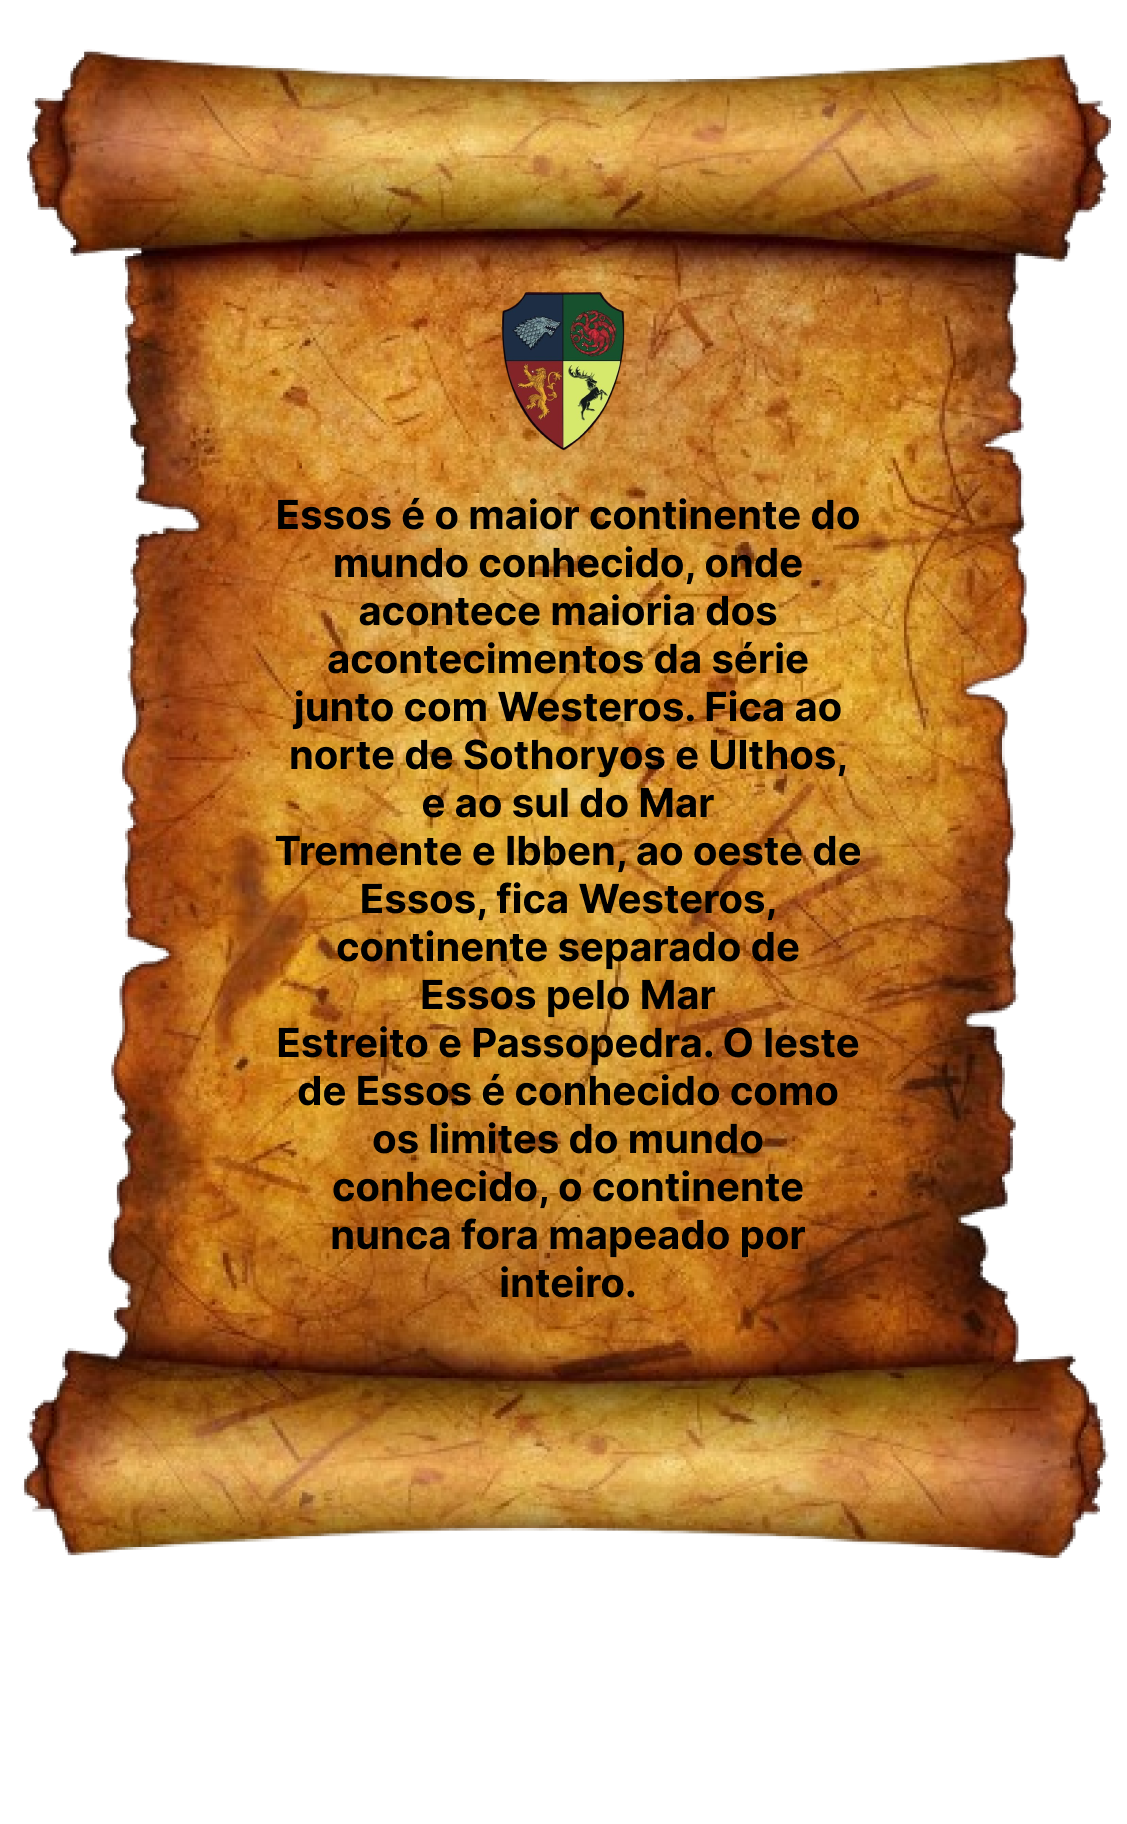 Essos é o maior continente do
mundo conhecido, onde
acontece maioria dos
acontecimentos da série
junto com Westeros. Fica ao
norte de Sothoryos e Ulthos,
e ao sul do Mar
Tremente e Ibben, ao oeste de
Essos, fica Westeros,
continente separado de
Essos pelo Mar
Estreito e Passopedra. O leste
de Essos é conhecido como
os limites do mundo
conhecido, o continente
nunca fora mapeado por
inteiro.